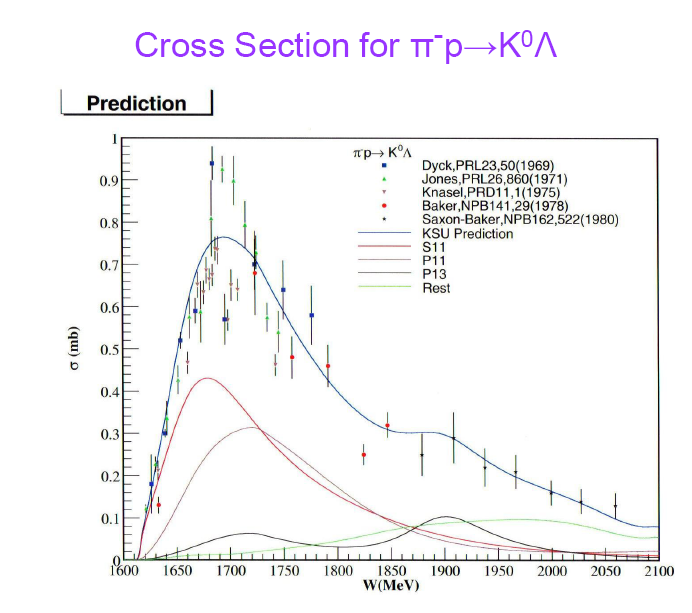 Cross Section for π⁻p→K⁰Λ
Prediction
π⁻p→ K⁰Λ
Dyck,PRL23,50(1969)
Jones,PRL26,860(1971)
Knasel,PRD11,1(1975)
Baker,NPB141,29(1978)
Saxon-Baker,NPB162,522(1980)
KSU Prediction
S11
P11
P13
Rest
σ (mb)
1
0.9
0.8
0.7
0.6
0.5
0.4
0.3
0.2
0.1
0
1600 1650 1700 1750 1800 1850 1900 1950 2000 2050 2100
W(MeV)